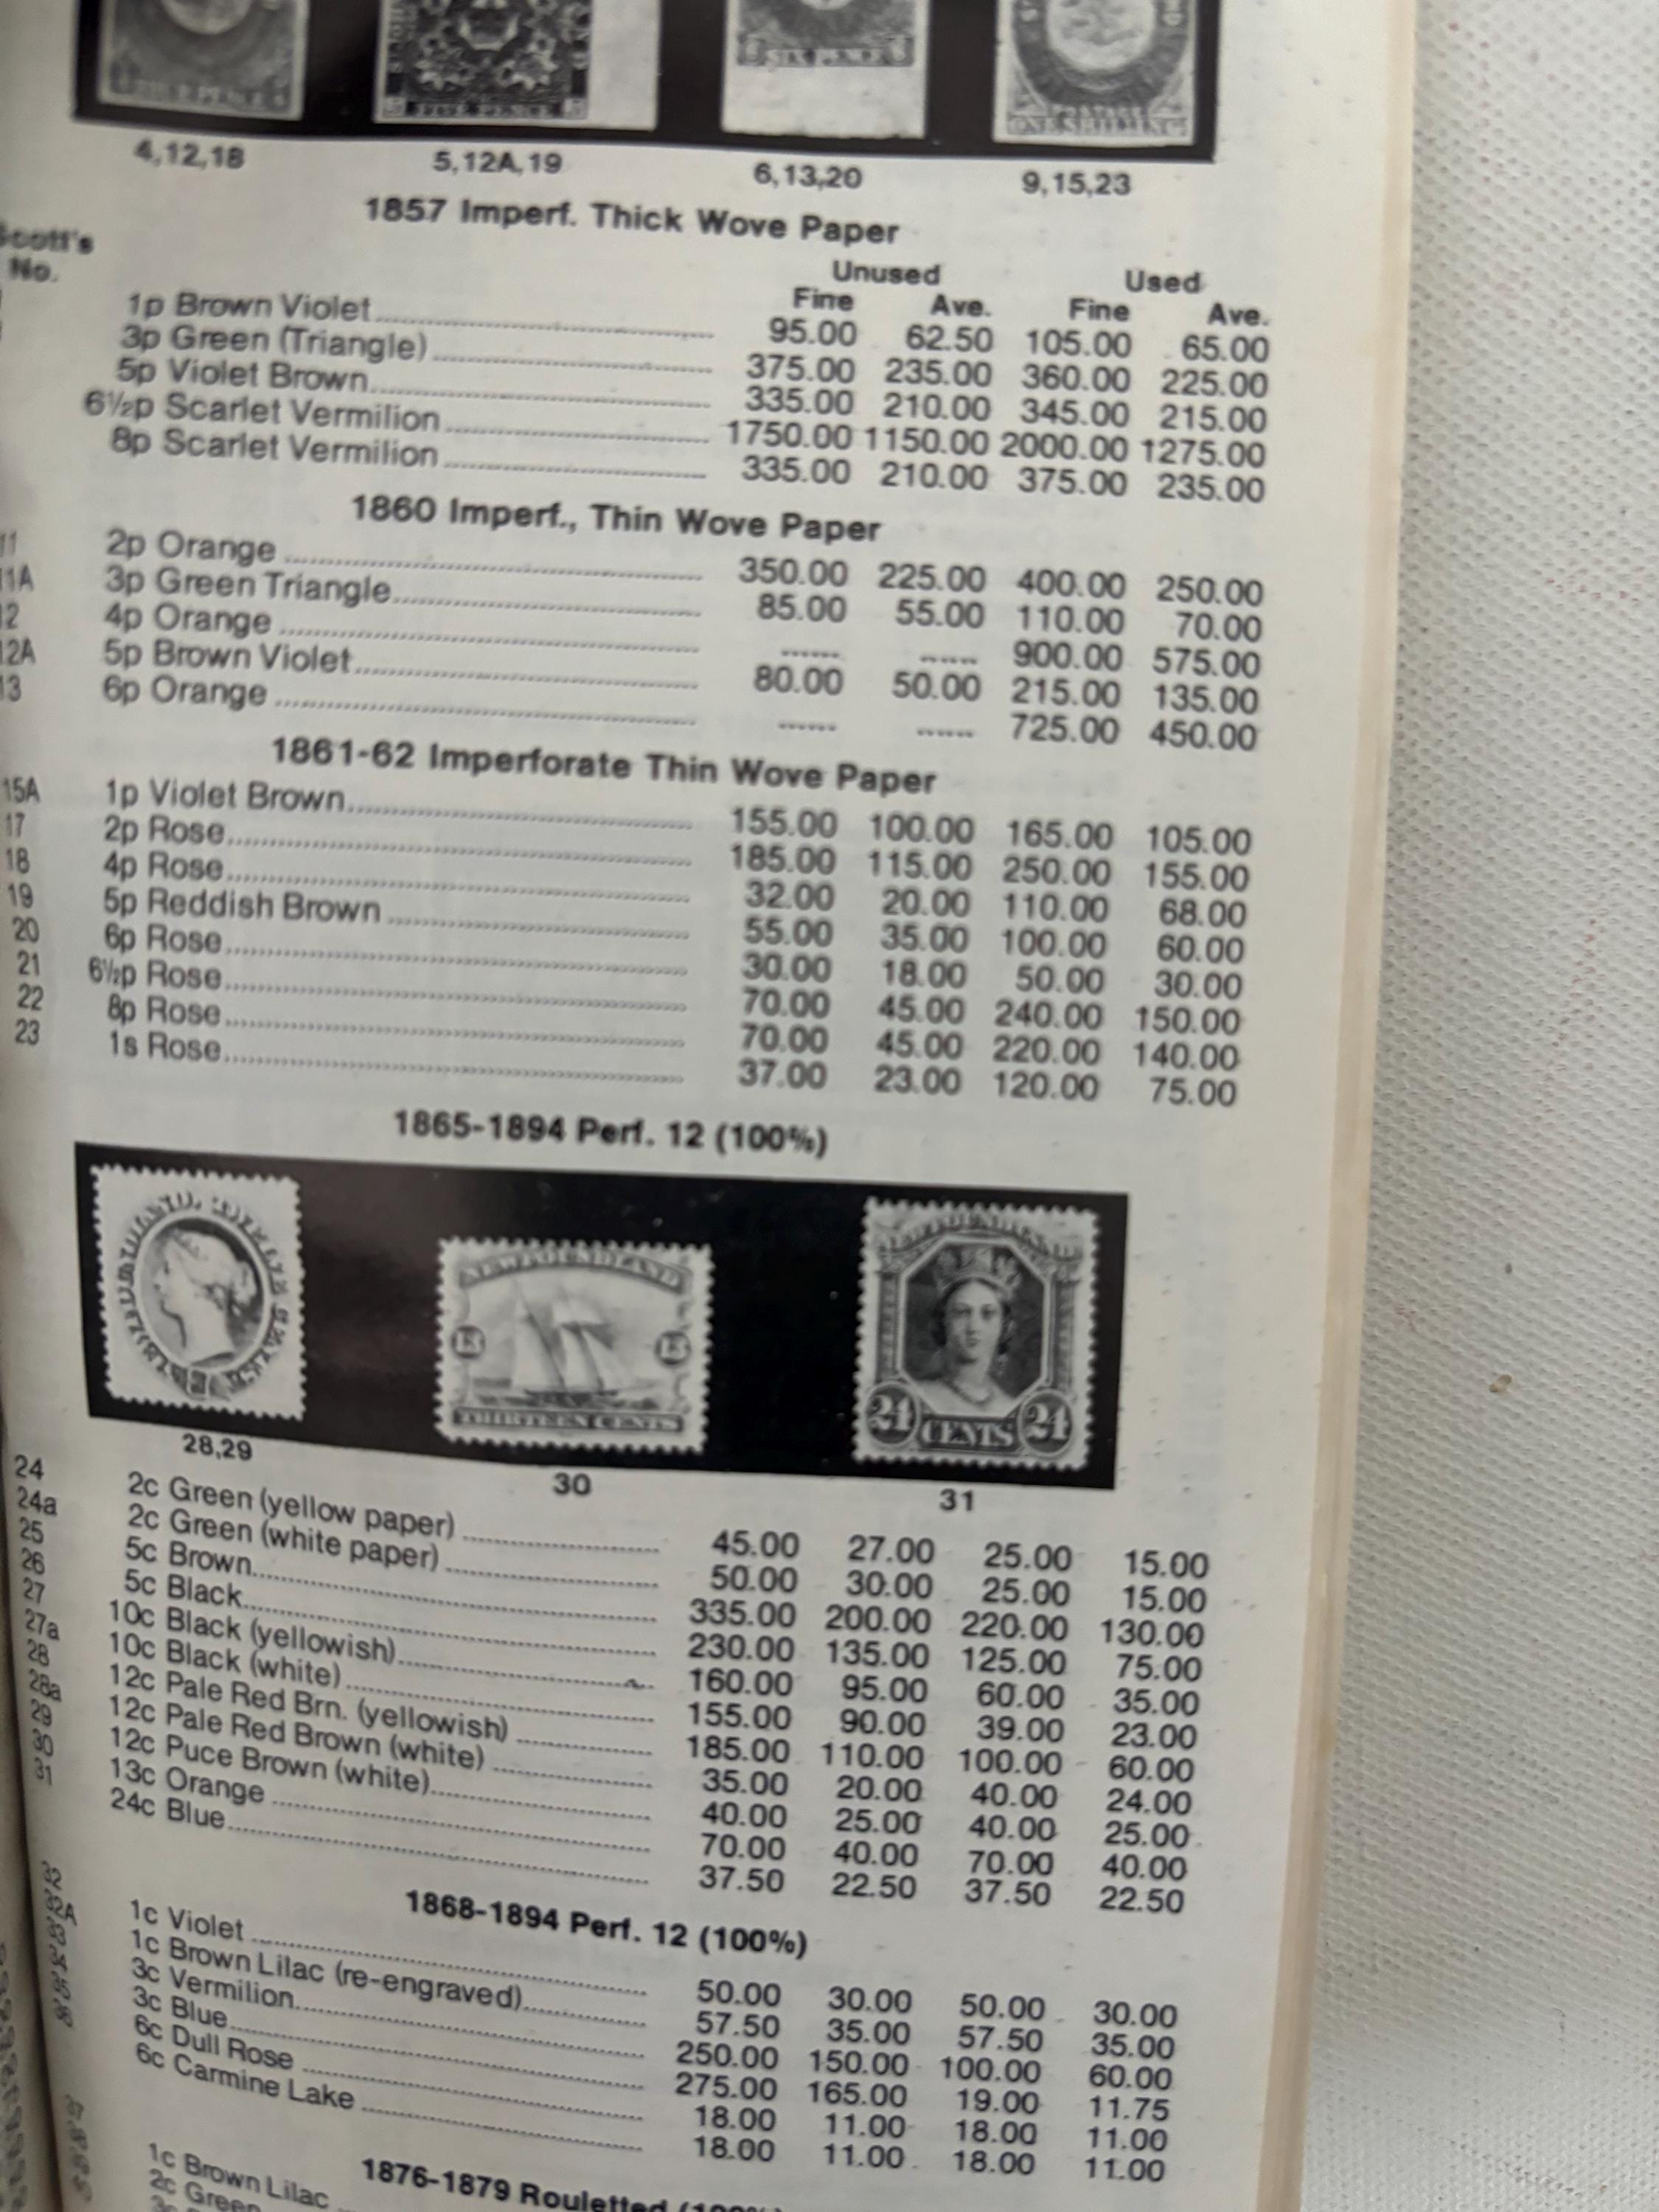 SIX PENCE
ONE SHILLING
4,12,18 5,12A,19 6,13,20 9,15,23
1857 Imperf. Thick Wove Paper
Scott's
No.
Unused Used
Fine Ave. Fine Ave.
1p Brown Violet 95.00 62.50 105.00 65.00
3p Green (Triangle) 375.00 235.00 360.00 225.00
5p Violet Brown 335.00 210.00 345.00 215.00
6½p Scarlet Vermilion 1750.00 1150.00 2000.00 1275.00
8p Scarlet Vermilion 335.00 210.00 375.00 235.00
1860 Imperf., Thin Wove Paper
11 2p Orange 350.00 225.00 400.00 250.00
11A 3p Green Triangle 85.00 55.00 110.00 70.00
12 4p Orange ...... ...... 900.00 575.00
12A 5p Brown Violet 80.00 50.00 215.00 135.00
13 6p Orange ...... ...... 725.00 450.00
1861-62 Imperforate Thin Wove Paper
15A 1p Violet Brown 155.00 100.00 165.00 105.00
17 2p Rose 185.00 115.00 250.00 155.00
18 4p Rose 32.00 20.00 110.00 68.00
19 5p Reddish Brown 55.00 35.00 100.00 60.00
20 6p Rose 30.00 18.00 50.00 30.00
21 6½p Rose 70.00 45.00 240.00 150.00
22 8p Rose 70.00 45.00 220.00 140.00
23 1s Rose 37.00 23.00 120.00 75.00
1865-1894 Perf. 12 (100%)
NEWFOUNDLAND
13 13
THIRTEEN CENTS
24 CENTS 24
28,29 30 31
24 2c Green (yellow paper) 45.00 27.00 25.00 15.00
24a 2c Green (white paper) 50.00 30.00 25.00 15.00
25 5c Brown 335.00 200.00 220.00 130.00
26 5c Black 230.00 135.00 125.00 75.00
27 10c Black (yellowish) 160.00 95.00 60.00 35.00
27a 10c Black (white) 155.00 90.00 39.00 23.00
28 12c Pale Red Brn. (yellowish) 185.00 110.00 100.00 60.00
28a 12c Pale Red Brown (white) 35.00 20.00 40.00 24.00
29 12c Puce Brown (white) 40.00 25.00 40.00 25.00
30 13c Orange 70.00 40.00 70.00 40.00
31 24c Blue 37.50 22.50 37.50 22.50
1868-1894 Perf. 12 (100%)
1c Violet 50.00 30.00 50.00 30.00
1c Brown Lilac (re-engraved) 57.50 35.00 57.50 35.00
3c Vermilion 250.00 150.00 100.00 60.00
3c Blue 275.00 165.00 19.00 11.75
6c Dull Rose 18.00 11.00 18.00 11.00
6c Carmine Lake 18.00 11.00 18.00 11.00
1876-1879 Rouletted (100%)
1c Brown Lilac
2c Green